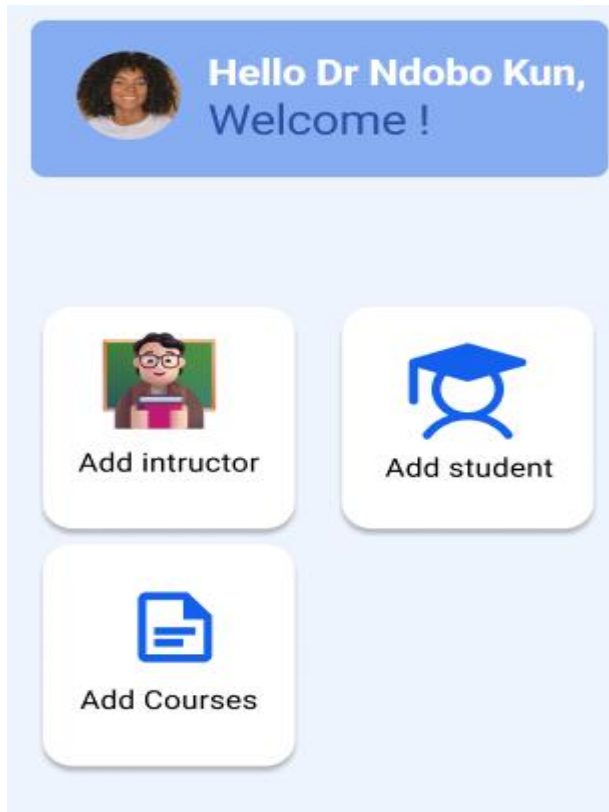 Hello Dr Ndobo Kun,
Welcome !
Add intructor
Add student
Add Courses